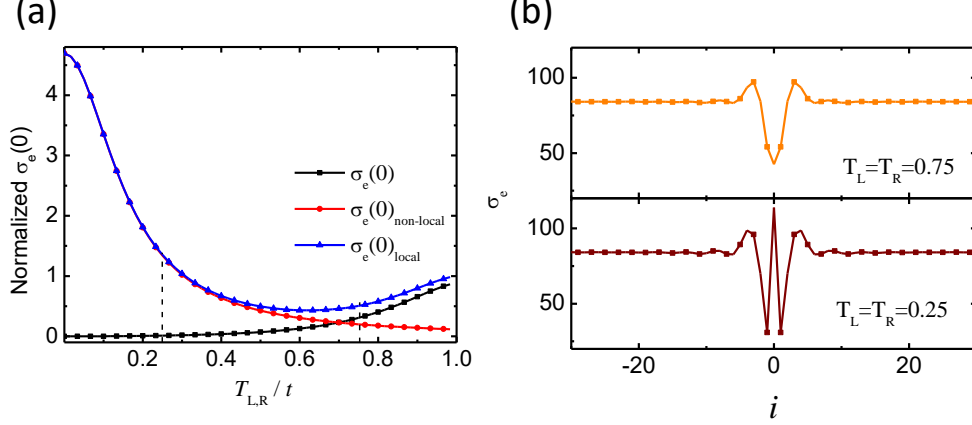 (a)
Normalized σe(0)
5
4
3
2
1
0
σe(0)
σe(0)non-local
σe(0)local
0.2 0.4 0.6 0.8 1.0
TL,R / t
(b)
σe
100
50
TL=TR=0.75
100
50
TL=TR=0.25
-20 0 20
i